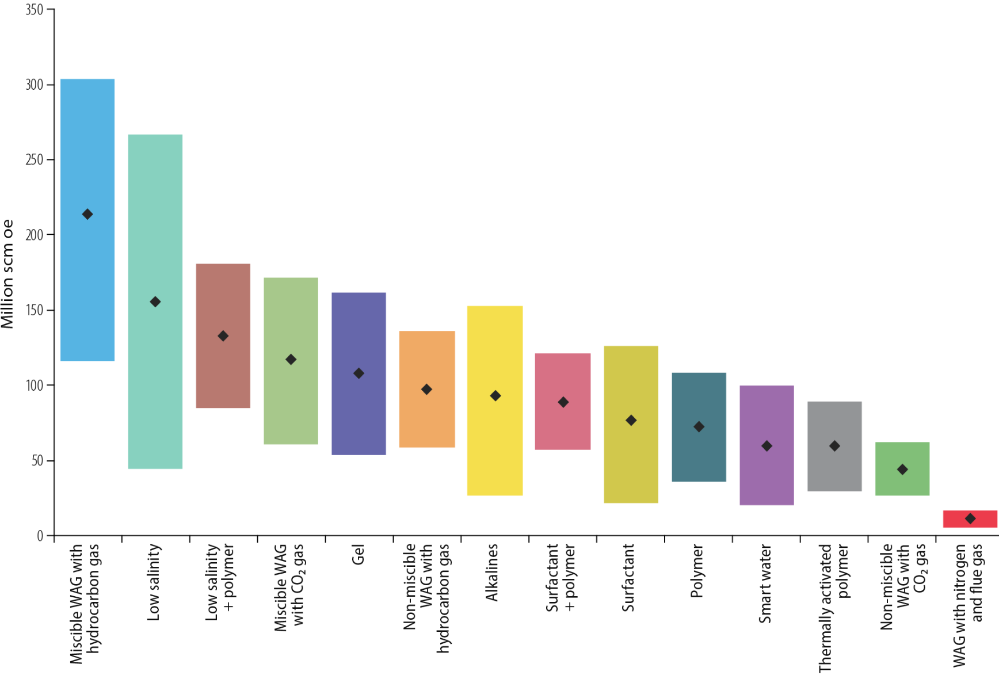 350
300
250
200
150
100
50
0
Million scm oe
Miscible WAG with
hydrocarbon gas
Low salinity
Low salinity
+ polymer
Miscible WAG
with CO₂ gas
Gel
Non-miscible
WAG with
hydrocarbon gas
Alkalines
Surfactant
+ polymer
Surfactant
Polymer
Smart water
Thermally activated
polymer
Non-miscible
WAG with
CO₂ gas
WAG with nitrogen
and flue gas